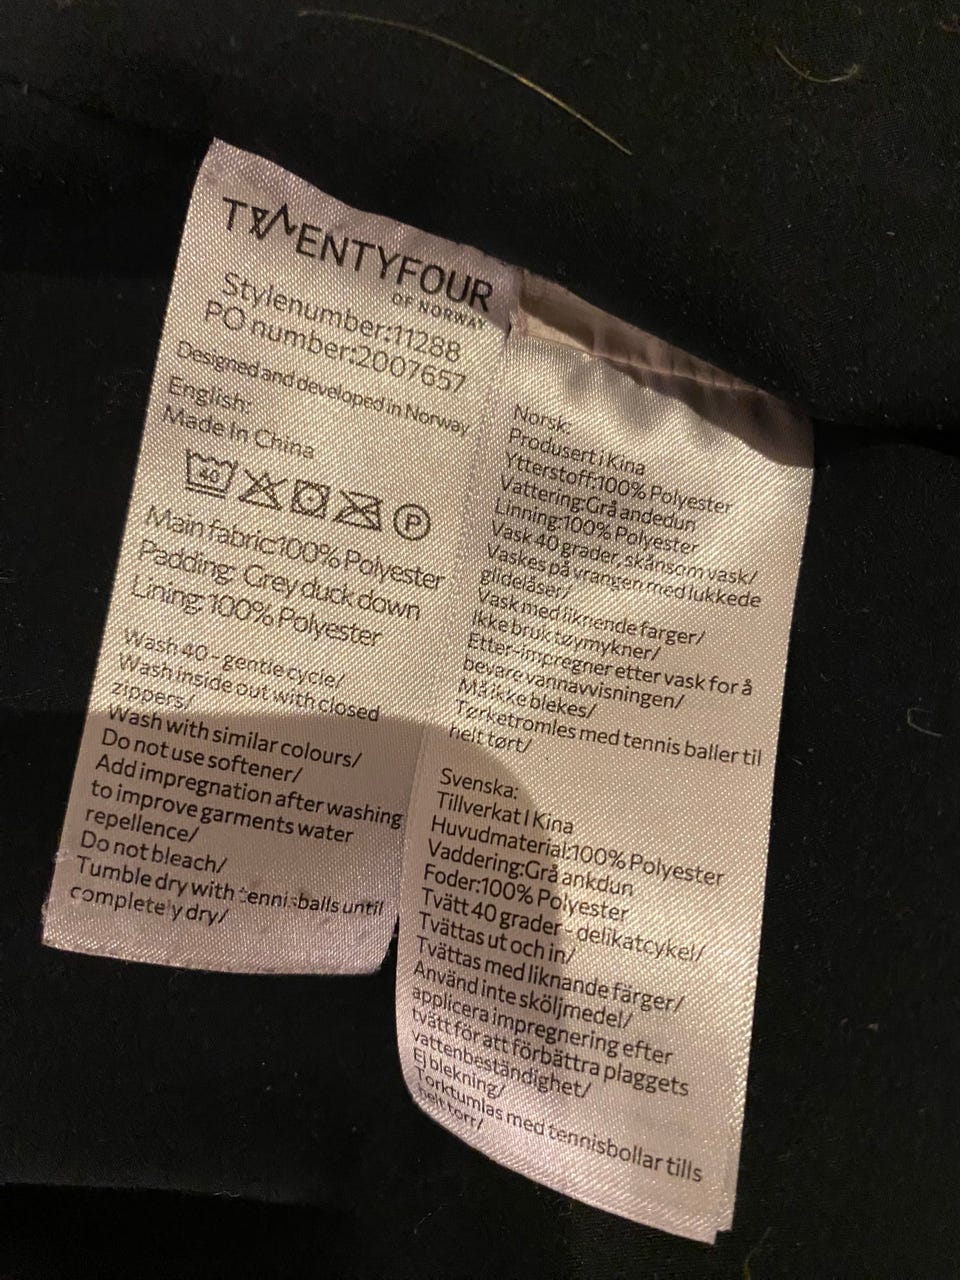 TWENTYFOUR
OF NORWAY
Stylenumber:11288
PO number:2007657
Designed and developed in Norway
English:
Made In China
40
P
Main fabric:100% Polyester
Padding: Grey duck down
Lining: 100% Polyester
Wash 40 - gentle cycle/
Wash inside out with closed
zippers/
Wash with similar colours/
Do not use softener/
Add impregnation after washing
to improve garments water
repellence/
Do not bleach/
Tumble dry with tennisballs until
completely dry/
Norsk:
Produsert i Kina
Ytterstoff:100% Polyester
Vattering:Grå andedun
Linning:100% Polyester
Vask 40 grader, skånsom vask/
Vaskes på vrangen med lukkede
glidelåser/
Vask med liknende farger/
Ikke bruk tøymykner/
Etter-impregner etter vask for å
bevare vannavvisningen/
Må ikke blekes/
Tørketromles med tennis baller til
helt tørt/
Svenska:
Tillverkat I Kina
Huvudmaterial:100% Polyester
Vaddering:Grå ankdun
Foder:100% Polyester
Tvätt 40 grader - delikatcykel/
Tvättas ut och in/
Tvättas med liknande färger/
Använd inte sköljmedel/
applicera impregnering efter
tvätt för att förbättra plaggets
vattenbeständighet/
Ej blekning/
Torktumlas med tennisbollar tills
helt torr/